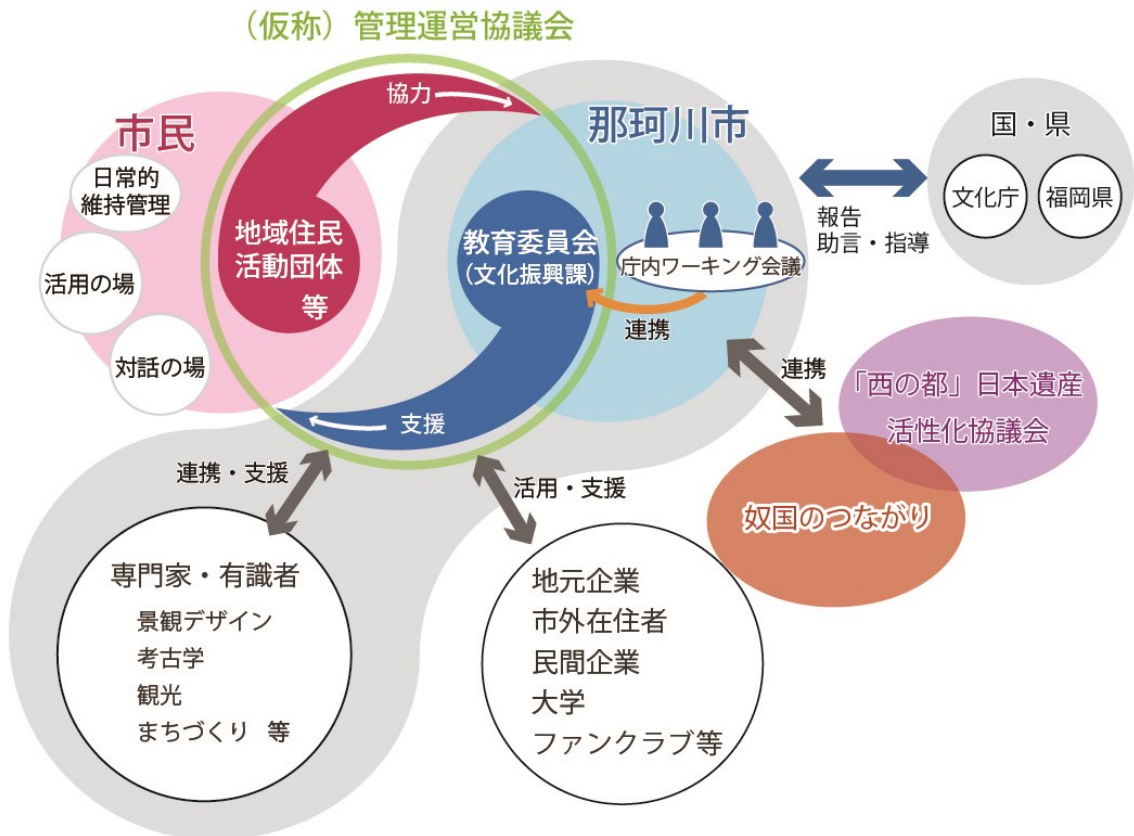 （仮称）管理運営協議会
協力
市民
日常的
維持管理
活用の場
対話の場
地域住民
活動団体
等
那珂川市
教育委員会
（文化振興課）
庁内ワーキング会議
連携
支援
国・県
文化庁
福岡県
報告
助言・指導
連携
「西の都」日本遺産
活性化協議会
奴国のつながり
連携・支援
活用・支援
専門家・有識者
景観デザイン
考古学
観光
まちづくり 等
地元企業
市外在住者
民間企業
大学
ファンクラブ等